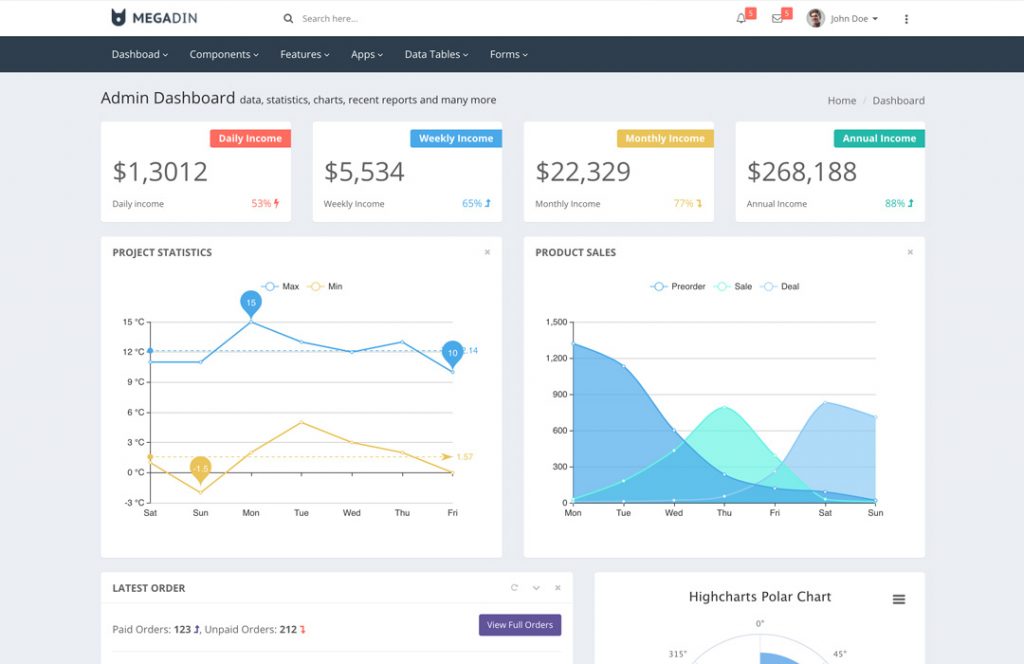 MEGADIN
Search here...
5
5
John Doe
Dashboad
Components
Features
Apps
Data Tables
Forms
Admin Dashboard data, statistics, charts, recent reports and many more
Home / Dashboard
Daily Income
$1,3012
Daily income
53%
Weekly Income
$5,534
Weekly Income
65%
Monthly Income
$22,329
Monthly Income
77%
Annual Income
$268,188
Annual Income
88%
PROJECT STATISTICS
×
Max
Min
15 °C
12 °C
9 °C
6 °C
3 °C
0 °C
-3 °C
15
10
2.14
-1.5
1.57
Sat
Sun
Mon
Tue
Wed
Thu
Fri
PRODUCT SALES
×
Preorder
Sale
Deal
1,500
1,200
900
600
300
0
Mon
Tue
Wed
Thu
Fri
Sat
Sun
LATEST ORDER
×
Paid Orders: 123, Unpaid Orders: 212
View Full Orders
Highcharts Polar Chart
0°
315°
45°